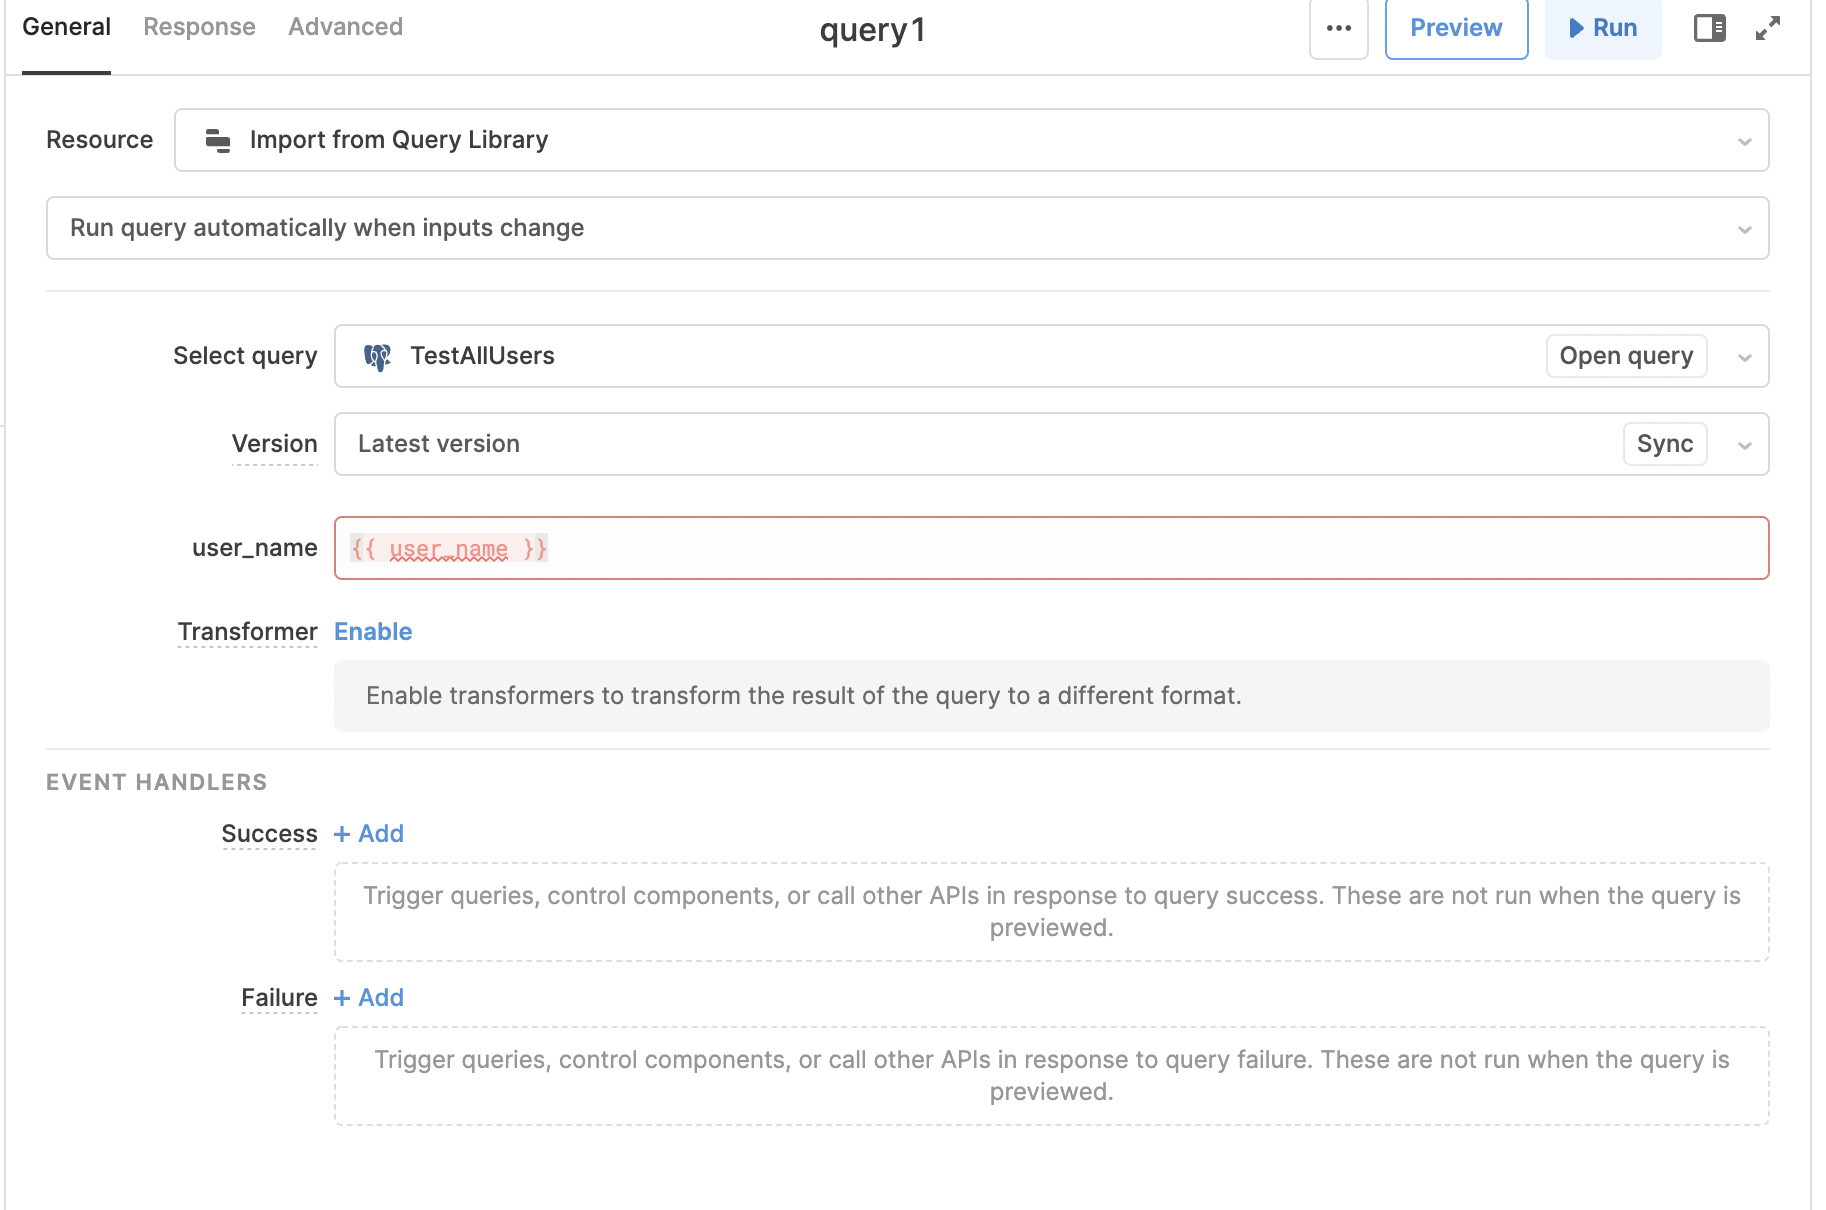 General Response Advanced query1 ••• Preview Run
Resource Import from Query Library
Run query automatically when inputs change
Select query TestAllUsers Open query
Version Latest version Sync
user_name {{ user_name }}
Transformer Enable
Enable transformers to transform the result of the query to a different format.
EVENT HANDLERS
Success + Add
Trigger queries, control components, or call other APIs in response to query success. These are not run when the query is
previewed.
Failure + Add
Trigger queries, control components, or call other APIs in response to query failure. These are not run when the query is
previewed.